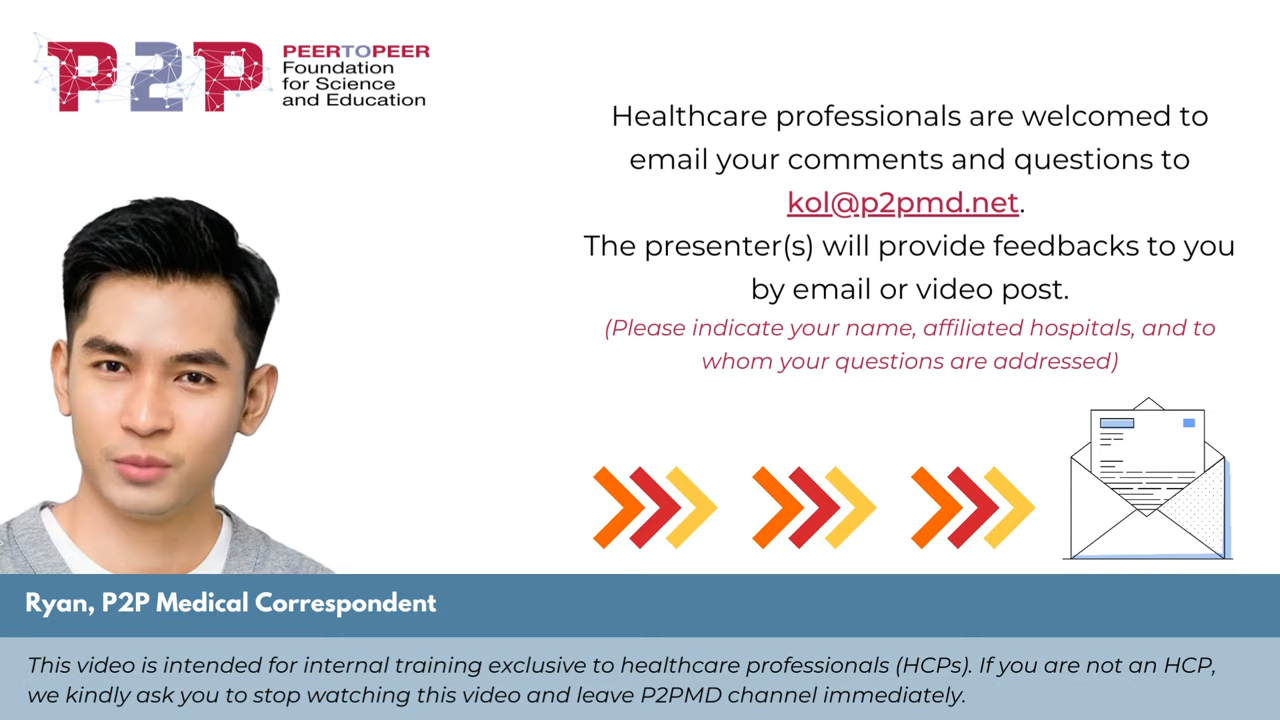 P2P
PEERTOPEER
Foundation
for Science
and Education
Healthcare professionals are welcomed to
email your comments and questions to
kol@p2pmd.net.
The presenter(s) will provide feedbacks to you
by email or video post.
(Please indicate your name, affiliated hospitals, and to
whom your questions are addressed)
Ryan, P2P Medical Correspondent
This video is intended for internal training exclusive to healthcare professionals (HCPs). If you are not an HCP,
we kindly ask you to stop watching this video and leave P2PMD channel immediately.